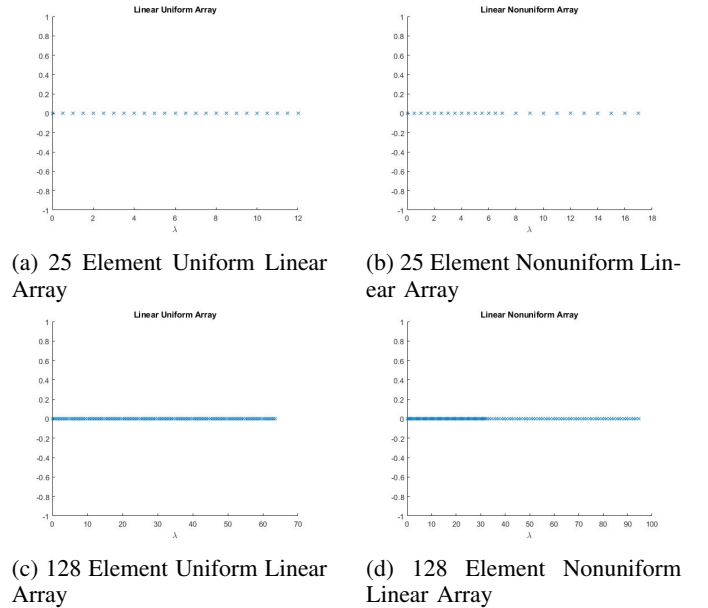 Linear Uniform Array
1
0.8
0.6
0.4
0.2
0
-0.2
-0.4
-0.6
-0.8
-1
0 2 4 6 8 10 12
λ
(a) 25 Element Uniform Linear
Array
Linear Nonuniform Array
1
0.8
0.6
0.4
0.2
0
-0.2
-0.4
-0.6
-0.8
-1
0 2 4 6 8 10 12 14 16 18
λ
(b) 25 Element Nonuniform Lin-
ear Array
Linear Uniform Array
1
0.8
0.6
0.4
0.2
0
-0.2
-0.4
-0.6
-0.8
-1
0 10 20 30 40 50 60 70
λ
(c) 128 Element Uniform Linear
Array
Linear Nonuniform Array
1
0.8
0.6
0.4
0.2
0
-0.2
-0.4
-0.6
-0.8
-1
0 10 20 30 40 50 60 70 80 90 100
λ
(d) 128 Element Nonuniform
Linear Array